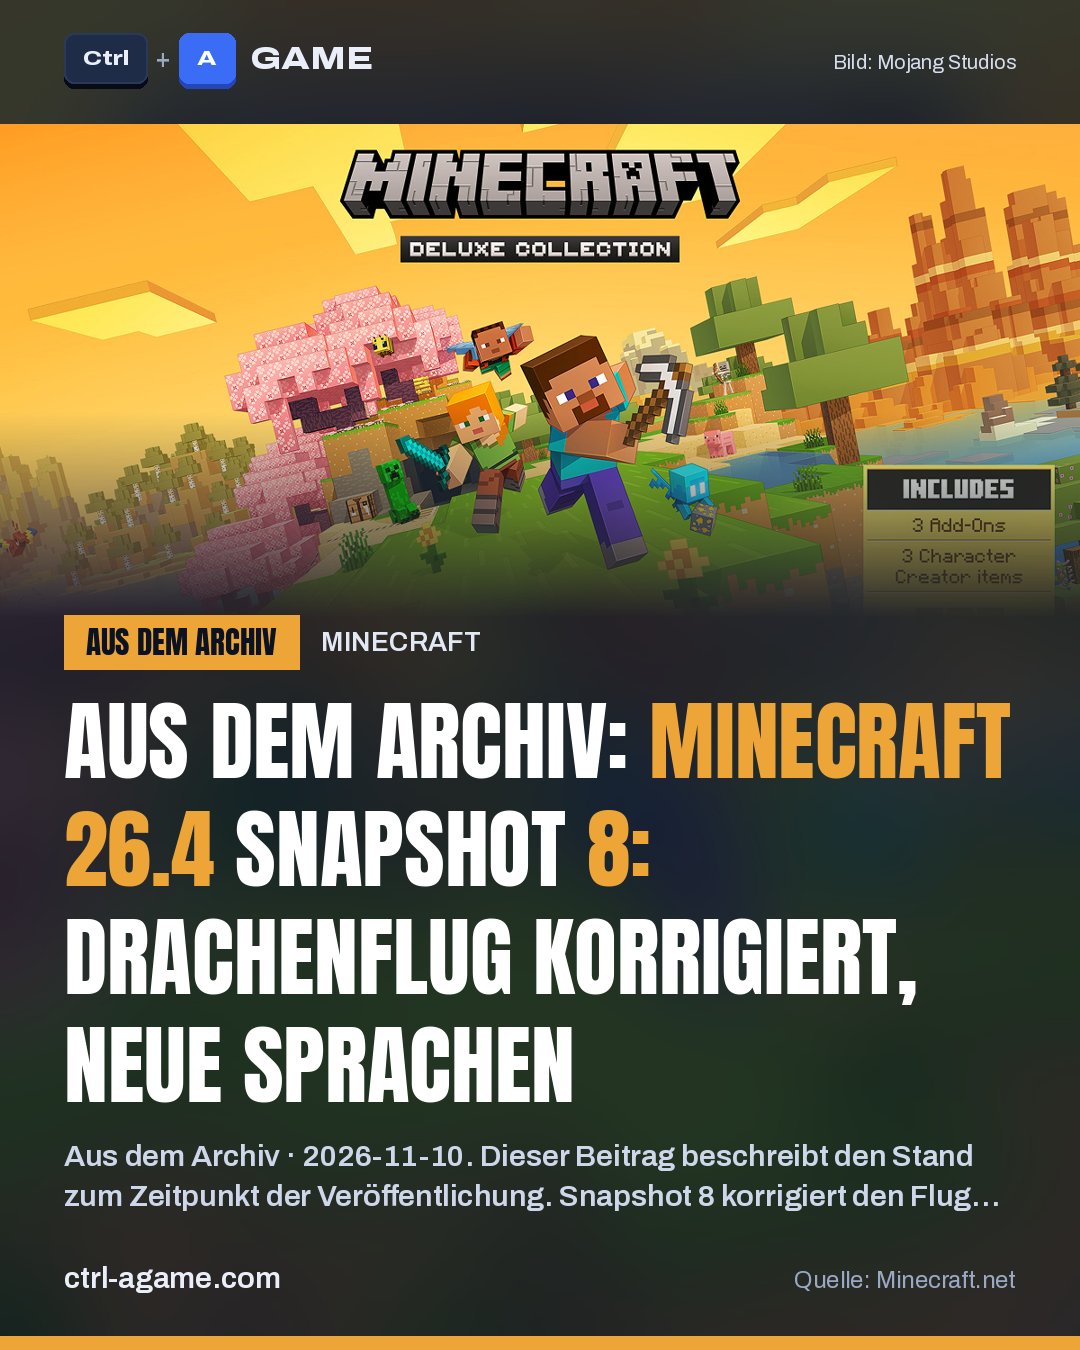 Ctrl + A GAME
Bild: Mojang Studios
MINECRAFT
DELUXE COLLECTION
INCLUDES
3 Add-Ons
3 Character
Creator items
AUS DEM ARCHIV
MINECRAFT
AUS DEM ARCHIV: MINECRAFT
26.4 SNAPSHOT 8:
DRACHENFLUG KORRIGIERT,
NEUE SPRACHEN
Aus dem Archiv · 2026-11-10. Dieser Beitrag beschreibt den Stand
zum Zeitpunkt der Veröffentlichung. Snapshot 8 korrigiert den Flug…
ctrl-agame.com
Quelle: Minecraft.net